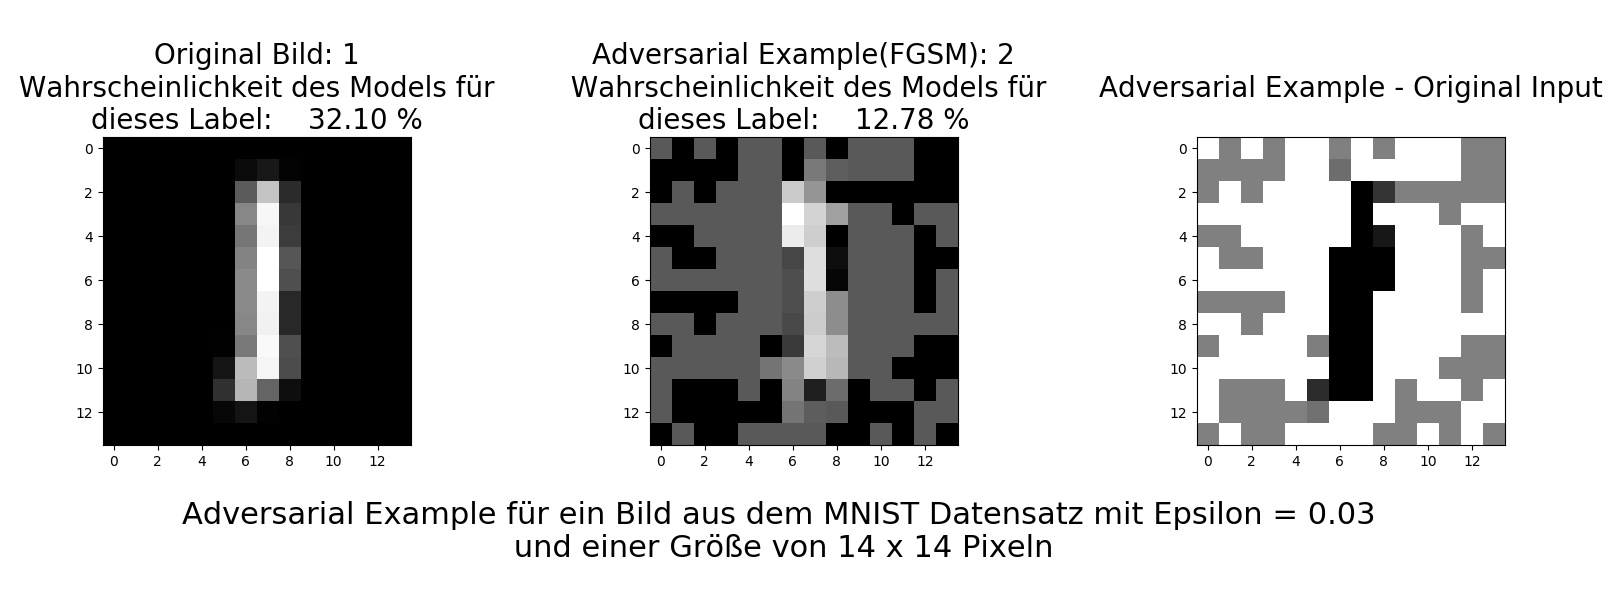 Original Bild: 1
Wahrscheinlichkeit des Models für
dieses Label: 32.10 %
Adversarial Example(FGSM): 2
Wahrscheinlichkeit des Models für
dieses Label: 12.78 %
Adversarial Example - Original Input
0
2
4
6
8
10
12
0 2 4 6 8 10 12
0
2
4
6
8
10
12
0 2 4 6 8 10 12
0
2
4
6
8
10
12
0 2 4 6 8 10 12
Adversarial Example für ein Bild aus dem MNIST Datensatz mit Epsilon = 0.03
und einer Größe von 14 x 14 Pixeln